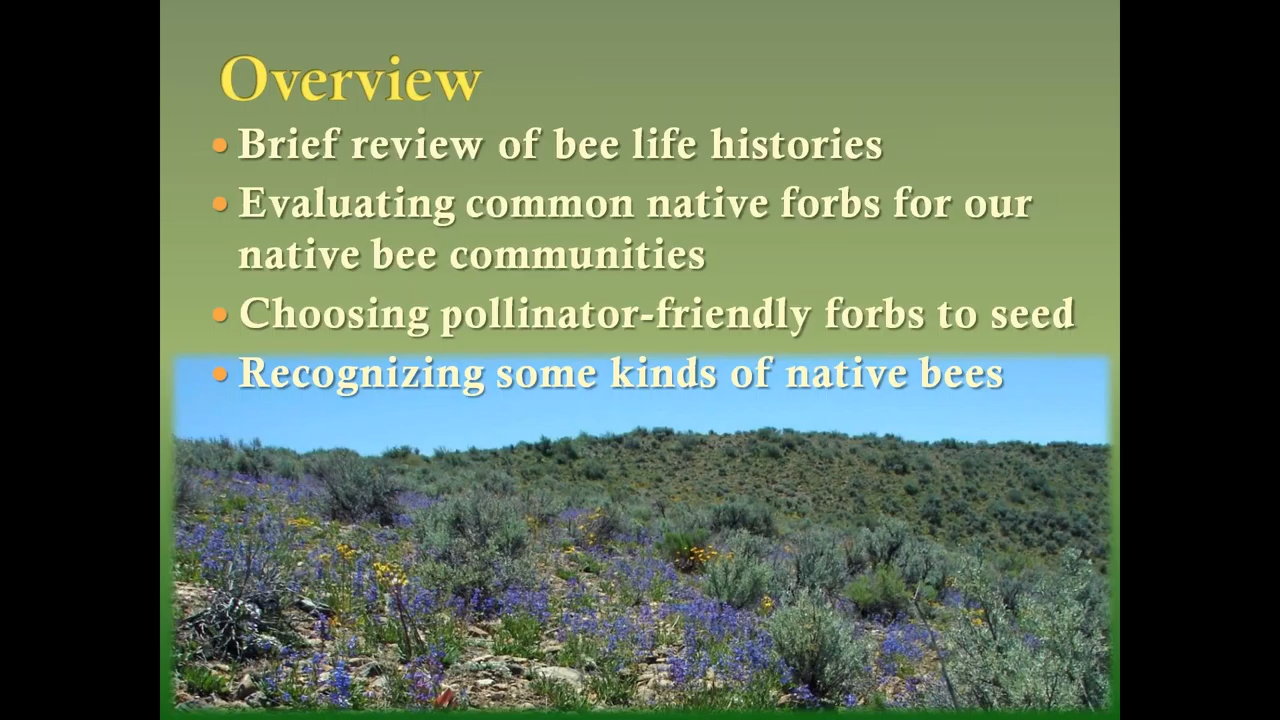 Overview
• Brief review of bee life histories
• Evaluating common native forbs for our
native bee communities
• Choosing pollinator-friendly forbs to seed
• Recognizing some kinds of native bees